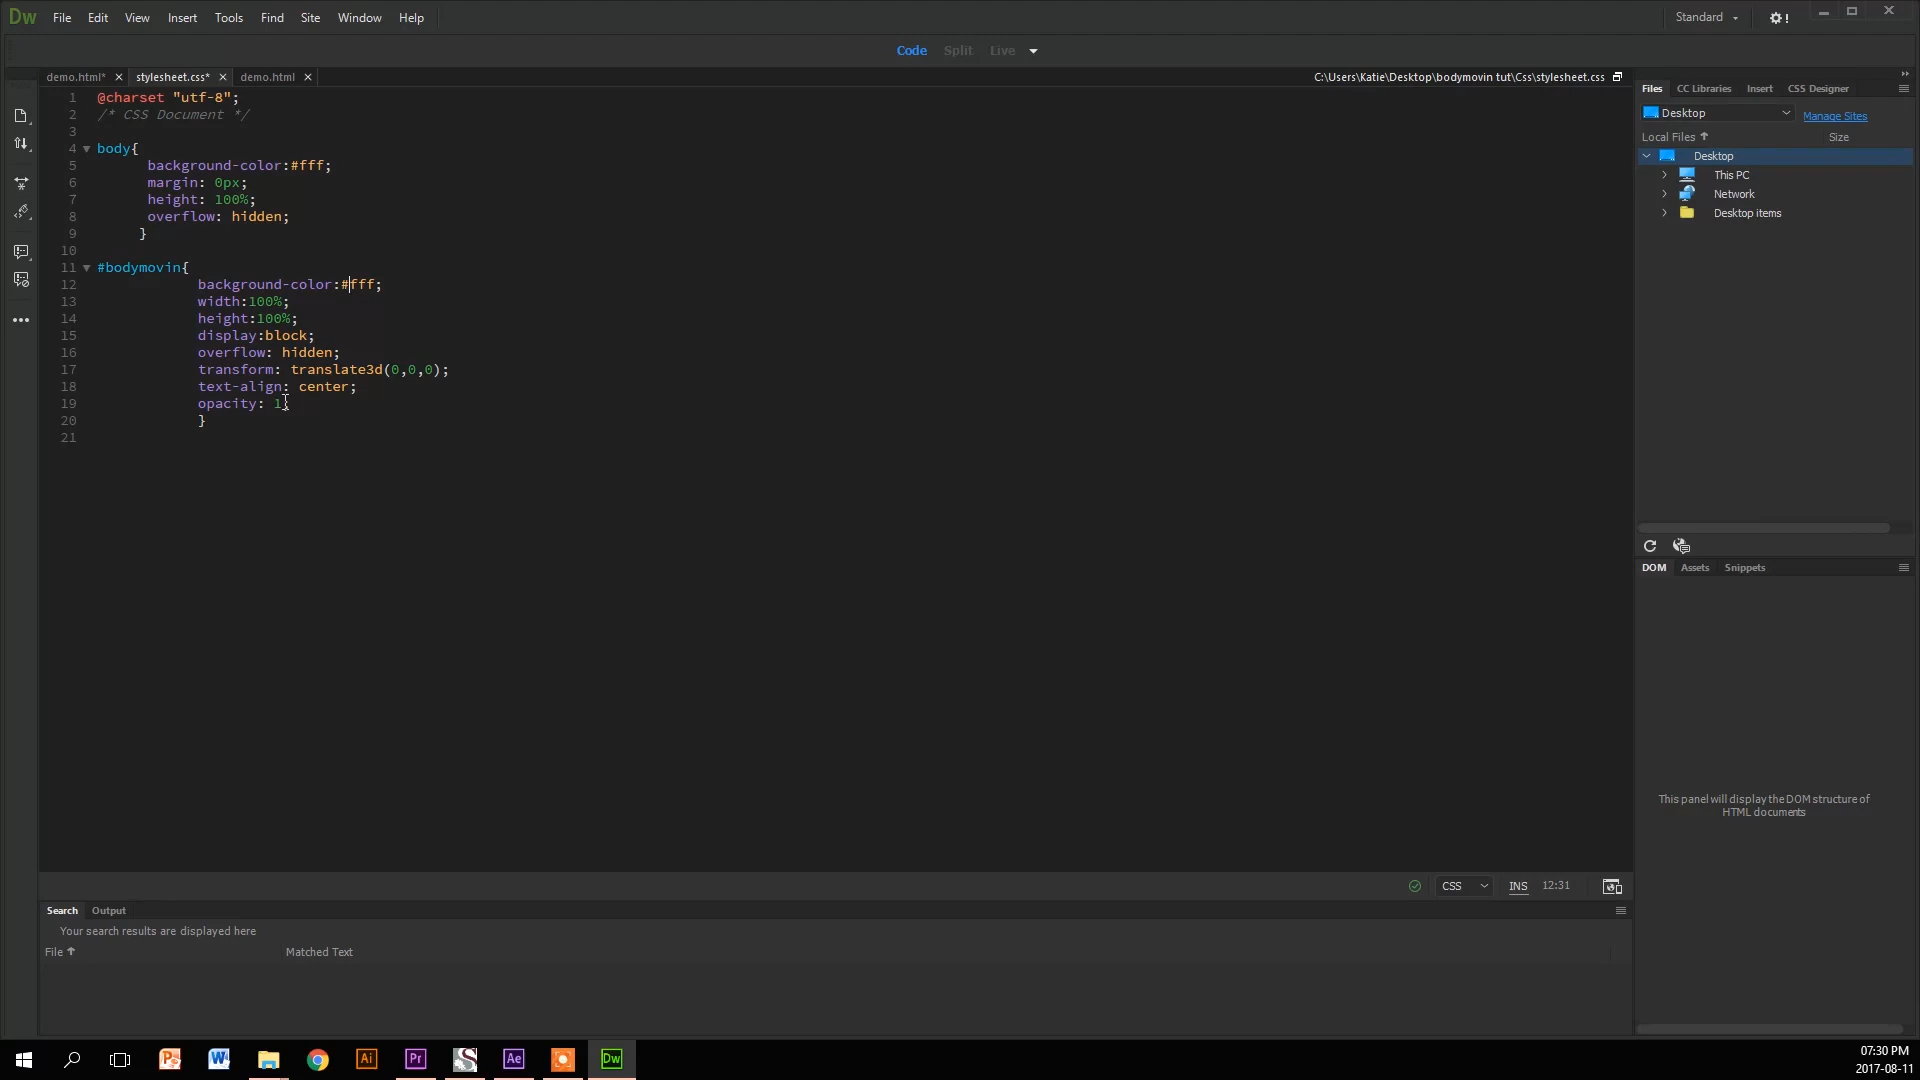 Dw File Edit View Insert Tools Find Site Window Help Standard !
Code Split Live
demo.html* stylesheet.css* demo.html C:\Users\Katie\Desktop\bodymovin tut\Css\stylesheet.css
1 @charset "utf-8";
2 /* CSS Document */
3
4 body{
5 background-color:#fff;
6 margin: 0px;
7 height: 100%;
8 overflow: hidden;
9 }
10
11 #bodymovin{
12 background-color:#fff;
13 width:100%;
14 height:100%;
15 display:block;
16 overflow: hidden;
17 transform: translate3d(0,0,0);
18 text-align: center;
19 opacity: 1;
20 }
21
Files CC Libraries Insert CSS Designer
Desktop Manage Sites
Local Files Size
Desktop
This PC
Network
Desktop items
DOM Assets Snippets
This panel will display the DOM structure of
HTML documents
CSS INS 12:31
Search Output
Your search results are displayed here
File Matched Text
Ai Pr S Ae Dw
07:30 PM
2017-08-11